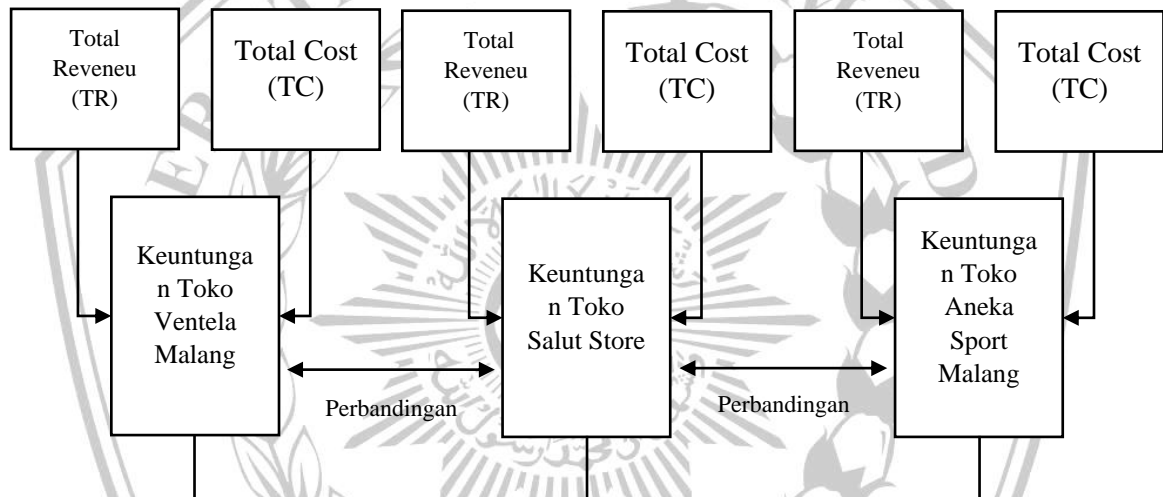 Total
Reveneu
(TR)
Total Cost
(TC)
Total
Reveneu
(TR)
Total Cost
(TC)
Total
Reveneu
(TR)
Total Cost
(TC)
Keuntunga
n Toko
Ventela
Malang
Keuntunga
n Toko
Salut Store
Keuntunga
n Toko
Aneka
Sport
Malang
Perbandingan
Perbandingan